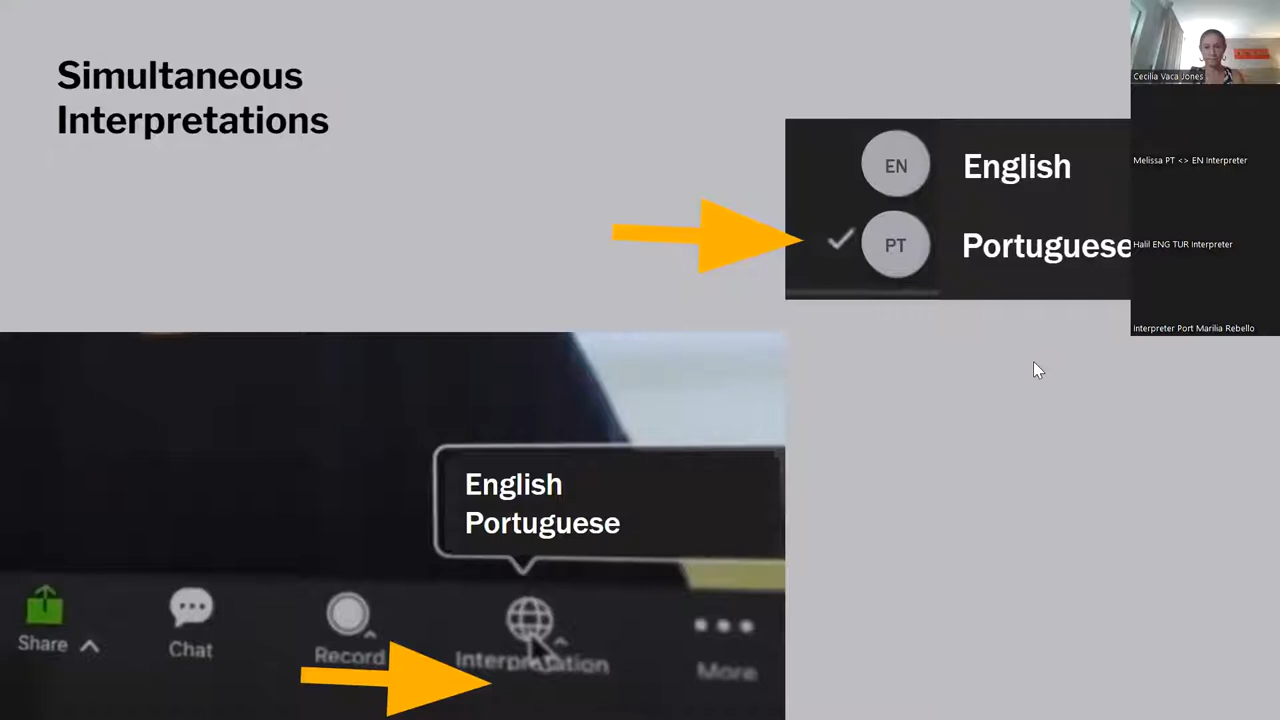 Simultaneous
Interpretations
Cecilia Vaca Jones
EN English
PT Portuguese
Melissa PT <> EN Interpreter
Halil ENG TUR Interpreter
Interpreter Port Marilia Rebello
English
Portuguese
Share
Chat
Record
Interpretation
More